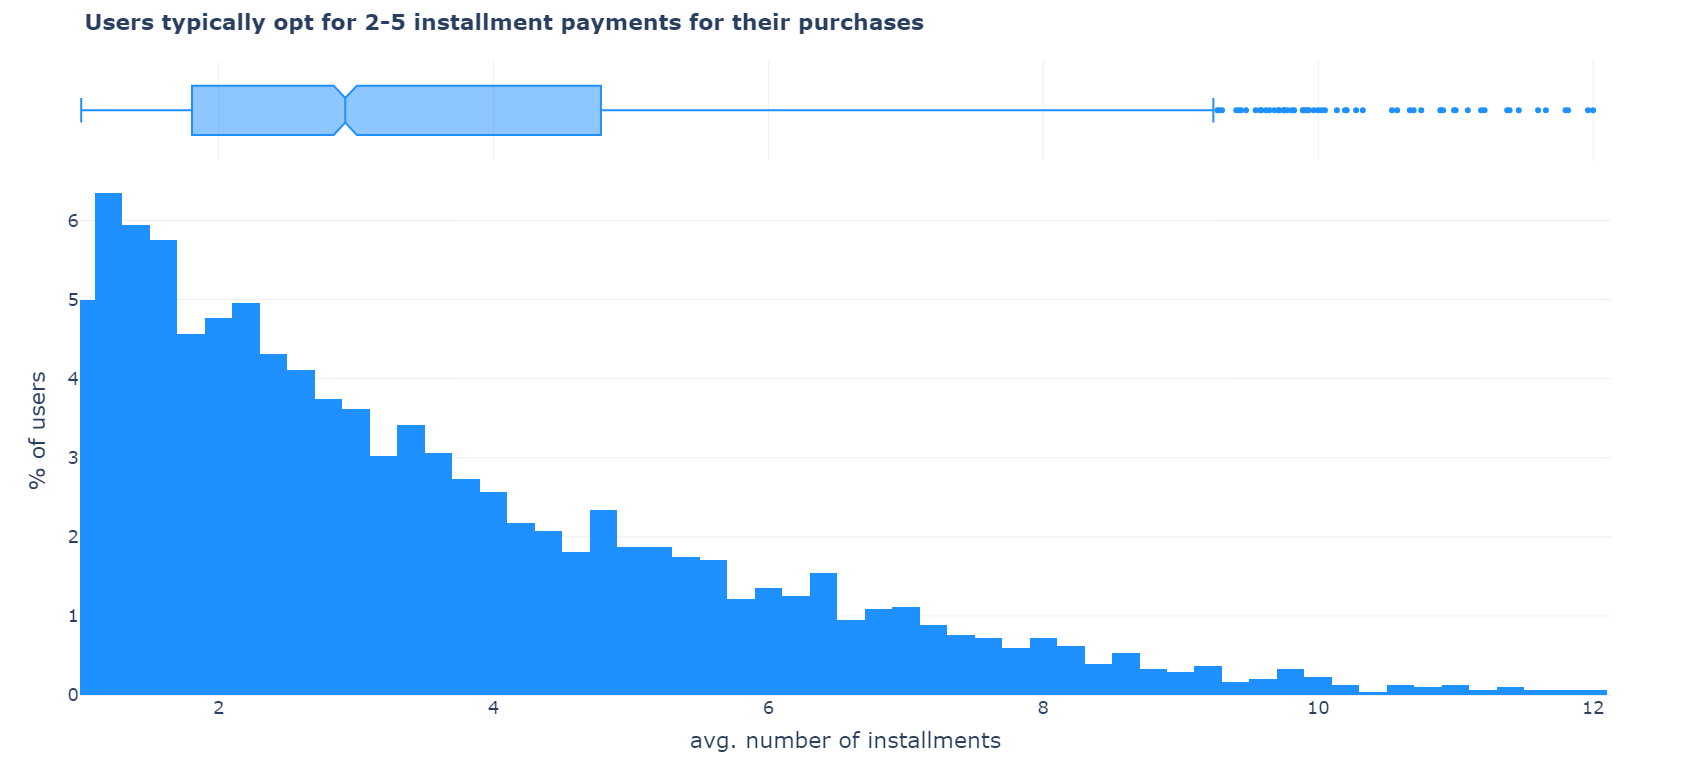 Users typically opt for 2-5 installment payments for their purchases
6
5
4
3
2
1
0
% of users
2 4 6 8 10 12
avg. number of installments